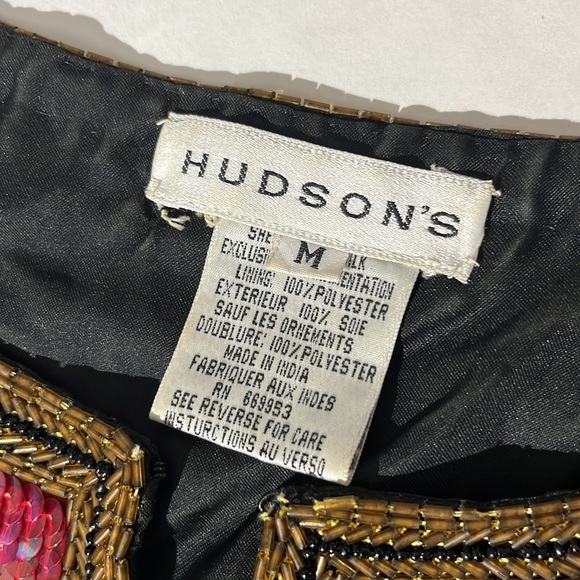 HUDSON'S
M
LINING: 100% POLYESTER
EXTERIEUR 100% SOIE
SAUF LES ORNEMENTS
DOUBLURE: 100% POLYESTER
MADE IN INDIA
FABRIQUER AUX INDES
RN 669953
SEE REVERSE FOR CARE
INSTURCTIONS AU VERSO